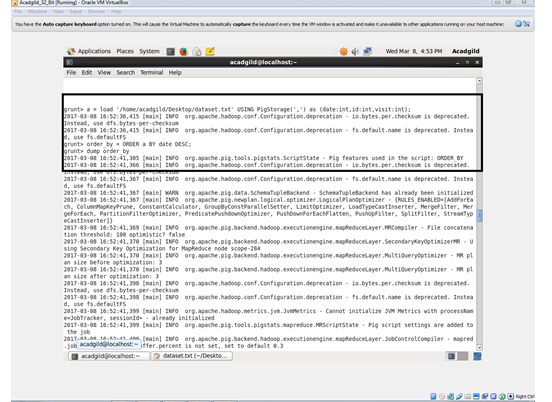 Acadgild_32_Bit [Running] - Oracle VM VirtualBox
File Machine View Input Devices Help
You have the Auto capture keyboard option turned on. This will cause the Virtual Machine to automatically capture the keyboard every time the VM window is activated and make it unavailable to other applications running on your host machine:
Applications Places System
Wed Mar 8, 4:53 PM Acadgild
acadgild@localhost:~
File Edit View Search Terminal Help
grunt> a = load '/home/acadgild/Desktop/dataset.txt' USING PigStorage(',') as (date:int,id:int,visit:int);
2017-03-08 16:52:36,415 [main] INFO org.apache.hadoop.conf.Configuration.deprecation - io.bytes.per.checksum is deprecated.
Instead, use dfs.bytes-per-checksum
2017-03-08 16:52:36,415 [main] INFO org.apache.hadoop.conf.Configuration.deprecation - fs.default.name is deprecated. Instea
d, use fs.defaultFS
grunt> order_by = ORDER a BY date DESC;
grunt> dump order_by
2017-03-08 16:52:41,305 [main] INFO org.apache.pig.tools.pigstats.ScriptState - Pig features used in the script: ORDER_BY
2017-03-08 16:52:41,365 [main] INFO org.apache.hadoop.conf.Configuration.deprecation - io.bytes.per.checksum is deprecated.
Instead, use dfs.bytes-per-checksum
2017-03-08 16:52:41,367 [main] INFO org.apache.hadoop.conf.Configuration.deprecation - fs.default.name is deprecated. Instea
d, use fs.defaultFS
2017-03-08 16:52:41,367 [main] WARN org.apache.pig.data.SchemaTupleBackend - SchemaTupleBackend has already been initialized
2017-03-08 16:52:41,367 [main] INFO org.apache.pig.newplan.logical.optimizer.LogicalPlanOptimizer - {RULES_ENABLED=[AddForEa
ch, ColumnMapKeyPrune, ConstantCalculator, GroupByConstParallelSetter, LimitOptimizer, LoadTypeCastInserter, MergeFilter, Mer
geForEach, PartitionFilterOptimizer, PredicatePushdownOptimizer, PushDownForEachFlatten, PushUpFilter, SplitFilter, StreamTyp
eCastInserter]}
2017-03-08 16:52:41,369 [main] INFO org.apache.pig.backend.hadoop.executionengine.mapReduceLayer.MRCompiler - File concatena
tion threshold: 100 optimistic? false
2017-03-08 16:52:41,370 [main] INFO org.apache.pig.backend.hadoop.executionengine.mapReduceLayer.SecondaryKeyOptimizerMR - U
sing Secondary Key Optimization for MapReduce node scope-284
2017-03-08 16:52:41,370 [main] INFO org.apache.pig.backend.hadoop.executionengine.mapReduceLayer.MultiQueryOptimizer - MR pl
an size before optimization: 3
2017-03-08 16:52:41,370 [main] INFO org.apache.pig.backend.hadoop.executionengine.mapReduceLayer.MultiQueryOptimizer - MR pl
an size after optimization: 3
2017-03-08 16:52:41,398 [main] INFO org.apache.hadoop.conf.Configuration.deprecation - io.bytes.per.checksum is deprecated.
Instead, use dfs.bytes-per-checksum
2017-03-08 16:52:41,398 [main] INFO org.apache.hadoop.conf.Configuration.deprecation - fs.default.name is deprecated. Instea
d, use fs.defaultFS
2017-03-08 16:52:41,399 [main] INFO org.apache.hadoop.metrics.jvm.JvmMetrics - Cannot initialize JVM Metrics with processNam
e=JobTracker, sessionId= - already initialized
2017-03-08 16:52:41,399 [main] INFO org.apache.pig.tools.pigstats.mapreduce.MRScriptState - Pig script settings are added to
the job
[main] INFO org.apache.pig.backend.hadoop.executionengine.mapReduceLayer.JobControlCompiler - mapred
.job percent is not set, set to default 0.3
acadgild@localhost:~
acadgild@localhost:~ dataset.txt (~/Deskto...
Right Ctrl